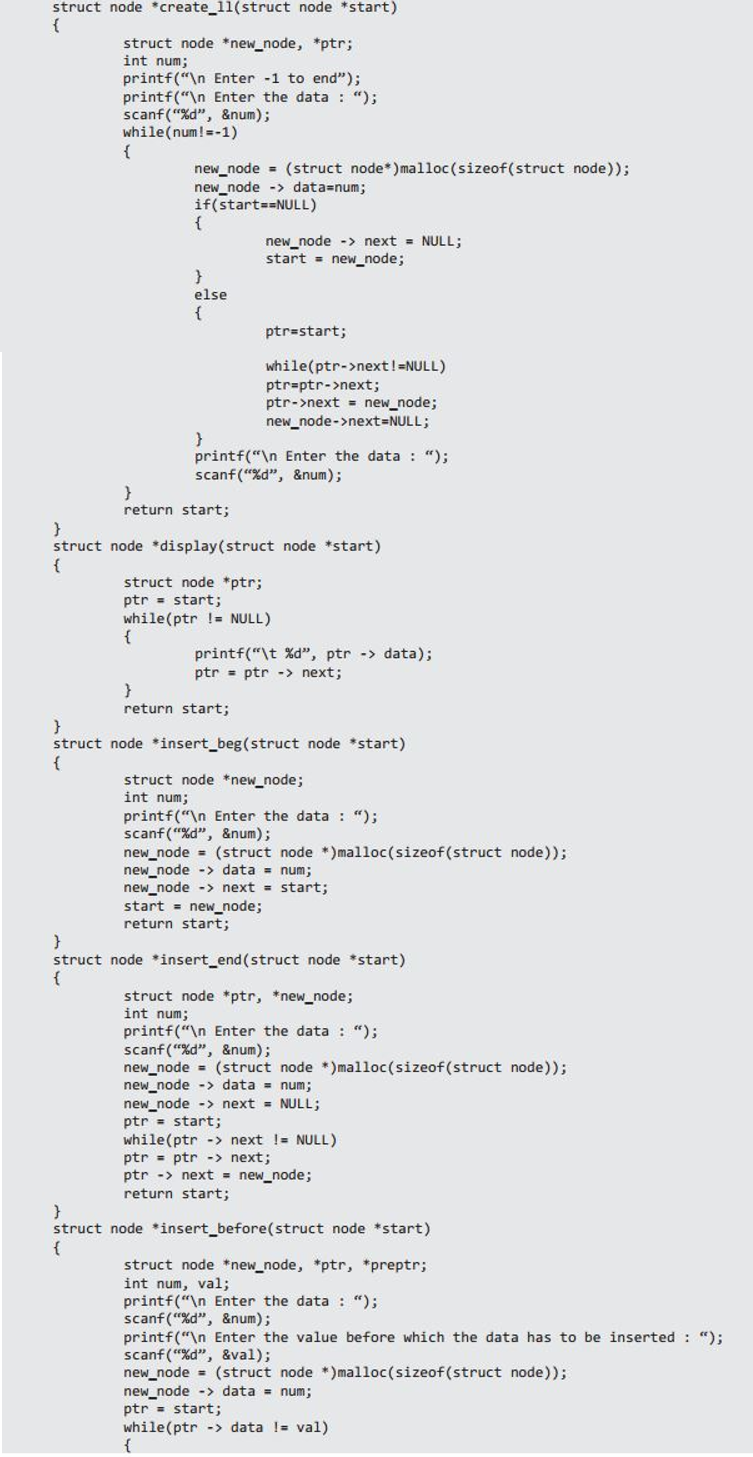 struct node *create_ll(struct node *start)
{
struct node *new_node, *ptr;
int num;
printf(“\n Enter -1 to end”);
printf(“\n Enter the data : “);
scanf(“%d”, &num);
while(num!=-1)
{
new_node = (struct node*)malloc(sizeof(struct node));
new_node -> data=num;
if(start==NULL)
{
new_node -> next = NULL;
start = new_node;
}
else
{
ptr=start;
while(ptr->next!=NULL)
ptr=ptr->next;
ptr->next = new_node;
new_node->next=NULL;
}
printf(“\n Enter the data : “);
scanf(“%d”, &num);
}
return start;
}
struct node *display(struct node *start)
{
struct node *ptr;
ptr = start;
while(ptr != NULL)
{
printf(“\t %d”, ptr -> data);
ptr = ptr -> next;
}
return start;
}
struct node *insert_beg(struct node *start)
{
struct node *new_node;
int num;
printf(“\n Enter the data : “);
scanf(“%d”, &num);
new_node = (struct node *)malloc(sizeof(struct node));
new_node -> data = num;
new_node -> next = start;
start = new_node;
return start;
}
struct node *insert_end(struct node *start)
{
struct node *ptr, *new_node;
int num;
printf(“\n Enter the data : “);
scanf(“%d”, &num);
new_node = (struct node *)malloc(sizeof(struct node));
new_node -> data = num;
new_node -> next = NULL;
ptr = start;
while(ptr -> next != NULL)
ptr = ptr -> next;
ptr -> next = new_node;
return start;
}
struct node *insert_before(struct node *start)
{
struct node *new_node, *ptr, *preptr;
int num, val;
printf(“\n Enter the data : “);
scanf(“%d”, &num);
printf(“\n Enter the value before which the data has to be inserted : “);
scanf(“%d”, &val);
new_node = (struct node *)malloc(sizeof(struct node));
new_node -> data = num;
ptr = start;
while(ptr -> data != val)
{